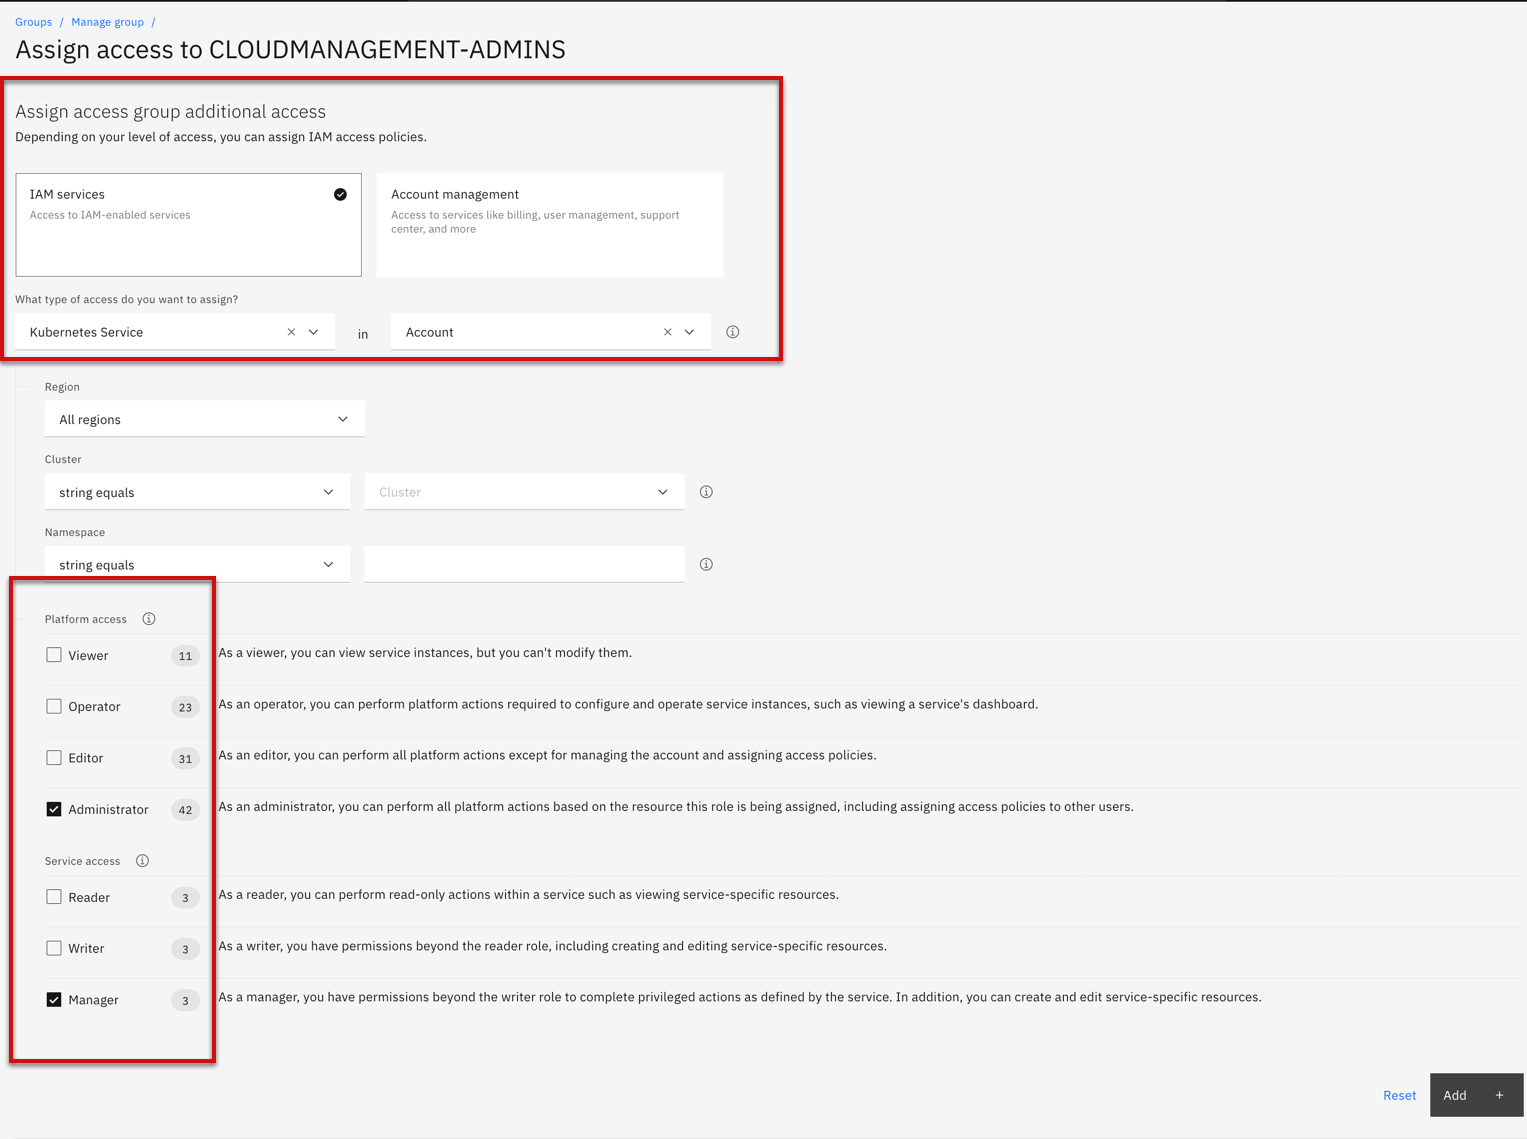 Groups / Manage group /
Assign access to CLOUDMANAGEMENT-ADMINS
Assign access group additional access
Depending on your level of access, you can assign IAM access policies.
IAM services
Access to IAM-enabled services
Account management
Access to services like billing, user management, support
center, and more
What type of access do you want to assign?
Kubernetes Service
in
Account
Region
All regions
Cluster
string equals
Cluster
Namespace
string equals
Platform access
Viewer 11 As a viewer, you can view service instances, but you can't modify them.
Operator 23 As an operator, you can perform platform actions required to configure and operate service instances, such as viewing a service's dashboard.
Editor 31 As an editor, you can perform all platform actions except for managing the account and assigning access policies.
Administrator 42 As an administrator, you can perform all platform actions based on the resource this role is being assigned, including assigning access policies to other users.
Service access
Reader 3 As a reader, you can perform read-only actions within a service such as viewing service-specific resources.
Writer 3 As a writer, you have permissions beyond the reader role, including creating and editing service-specific resources.
Manager 3 As a manager, you have permissions beyond the writer role to complete privileged actions as defined by the service. In addition, you can create and edit service-specific resources.
Reset
Add +